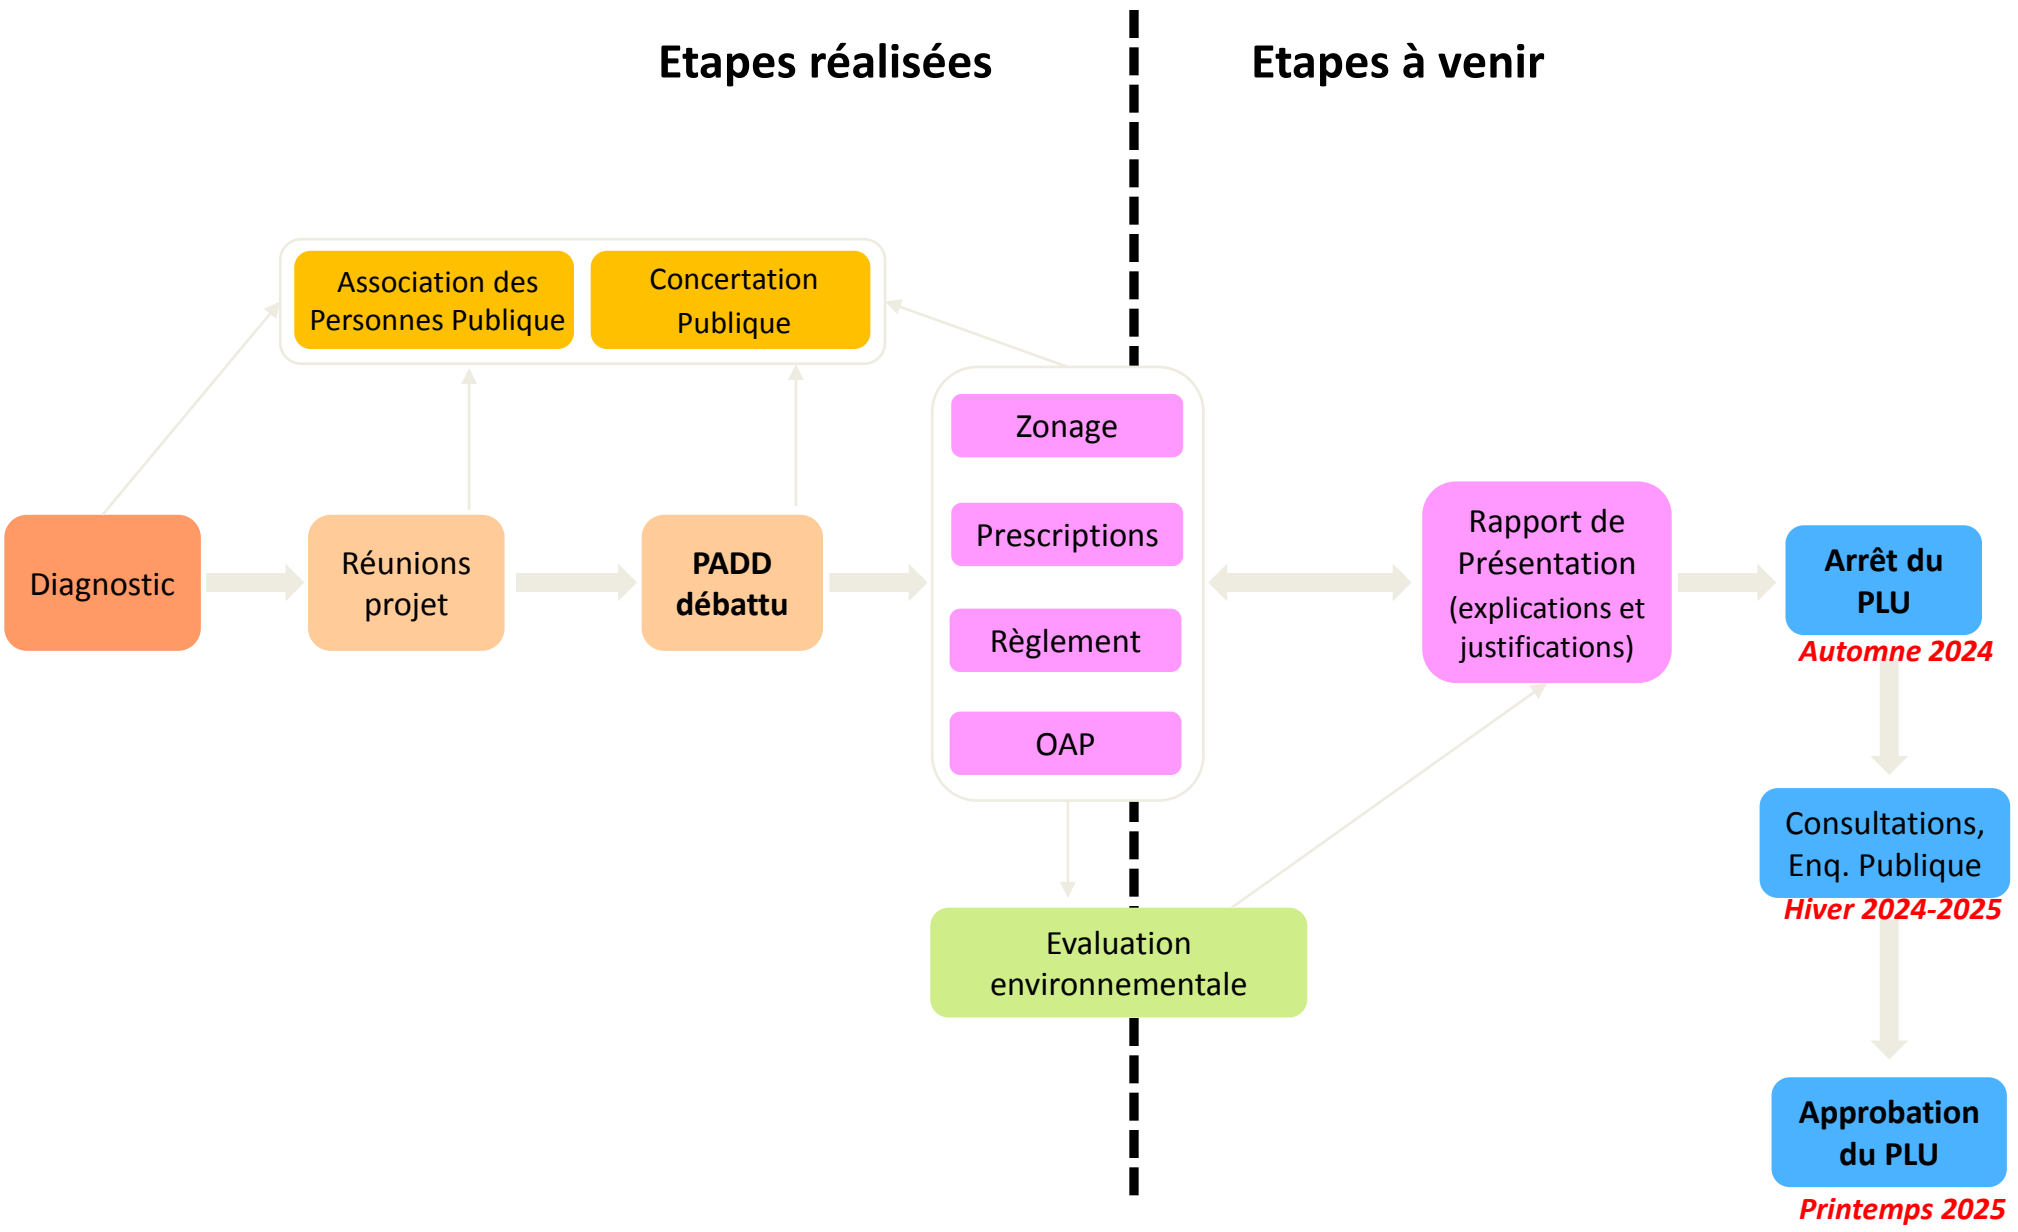 Etapes réalisées
Etapes à venir
Association des
Personnes Publique
Concertation
Publique
Diagnostic
Réunions
projet
PADD
débattu
Zonage
Prescriptions
Règlement
OAP
Evaluation
environnementale
Rapport de
Présentation
(explications et
justifications)
Arrêt du
PLU
Automne 2024
Consultations,
Enq. Publique
Hiver 2024-2025
Approbation
du PLU
Printemps 2025